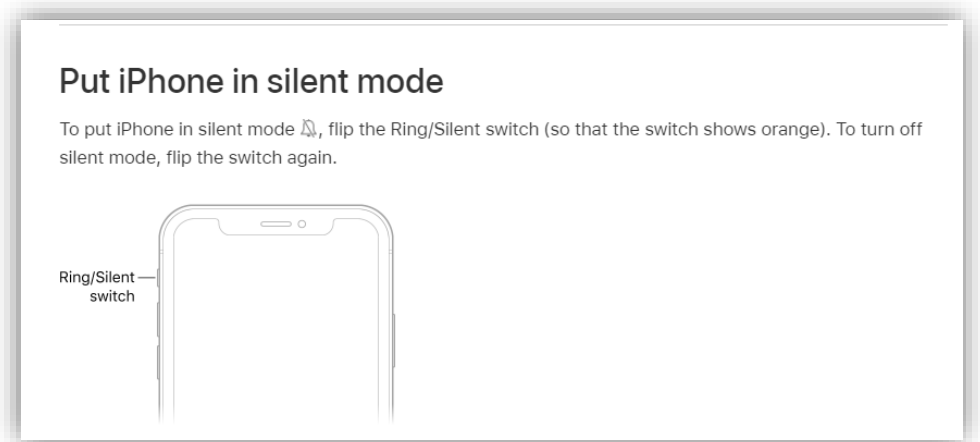 Put iPhone in silent mode
To put iPhone in silent mode , flip the Ring/Silent switch (so that the switch shows orange). To turn off
silent mode, flip the switch again.
Ring/Silent
switch